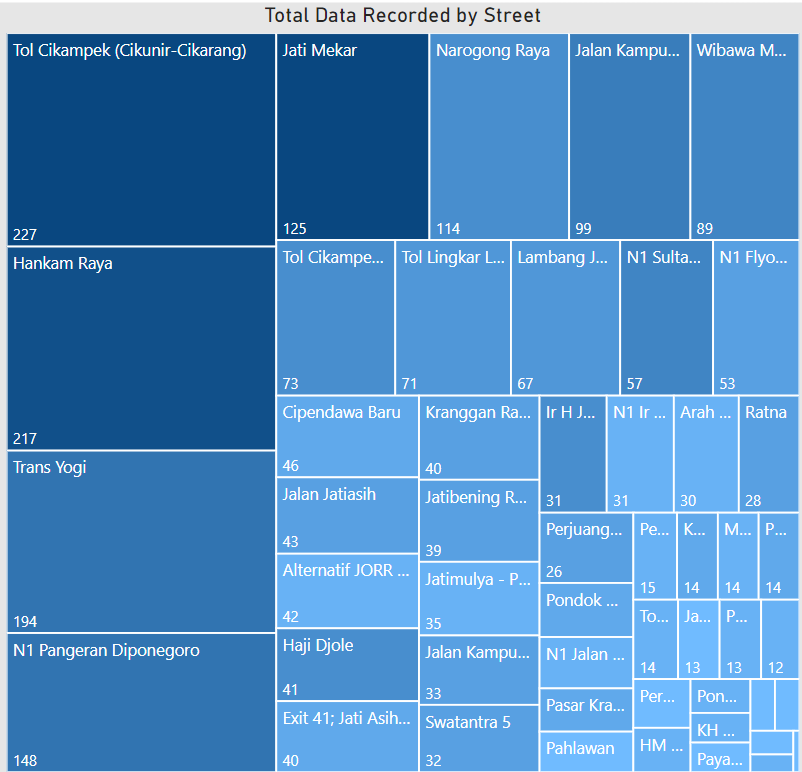 Total Data Recorded by Street
Tol Cikampek (Cikunir-Cikarang)
227
Hankam Raya
217
Trans Yogi
194
N1 Pangeran Diponegoro
148
Jati Mekar
125
Narogong Raya
114
Jalan Kampu...
99
Wibawa M...
89
Tol Cikampe...
73
Tol Lingkar L...
71
Lambang J...
67
N1 Sulta...
57
N1 Flyo...
53
Cipendawa Baru
46
Jalan Jatiasih
43
Alternatif JORR ...
42
Haji Djole
41
Exit 41; Jati Asih...
40
Kranggan Ra...
40
Jatibening R...
39
Jatimulya - P...
35
Jalan Kampu...
33
Swatantra 5
32
Ir H J...
31
N1 Ir ...
31
Arah ...
30
Ratna
28
Perjuang...
26
Pondok ...
N1 Jalan ...
Pasar Kra...
Pahlawan
Pe...
15
K...
14
M...
14
P...
14
To...
14
Ja...
13
P...
13
12
Per...
HM ...
Pon...
KH ...
Paya...